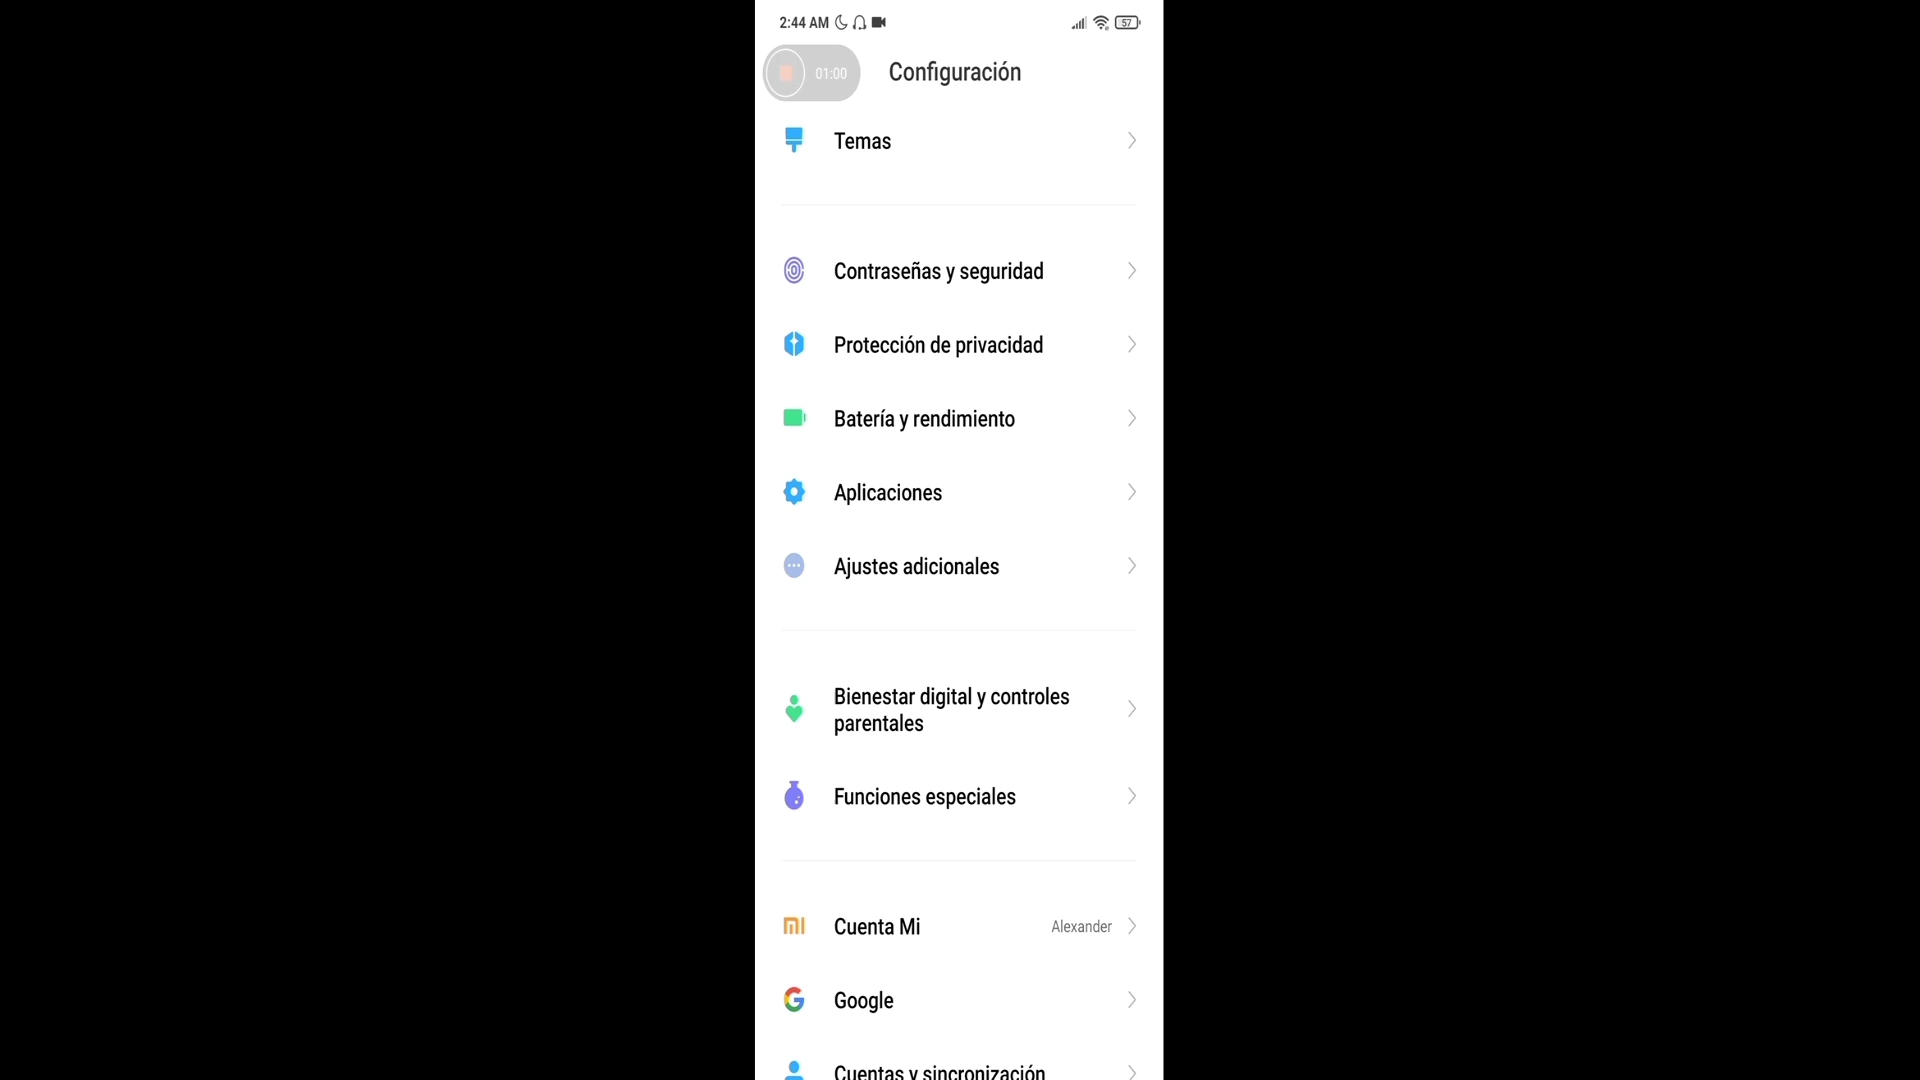 2:44 AM
57
01:00
Configuración
Temas
Contraseñas y seguridad
Protección de privacidad
Batería y rendimiento
Aplicaciones
Ajustes adicionales
Bienestar digital y controles
parentales
Funciones especiales
Cuenta Mi
Alexander
Google
Cuentas y sincronización